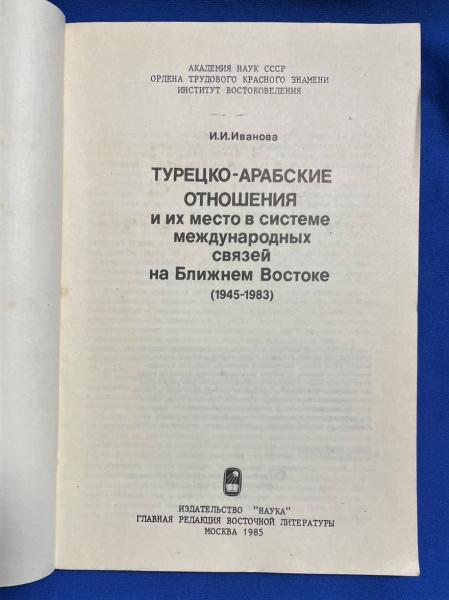 АКАДЕМИЯ НАУК СССР
ОРДЕНА ТРУДОВОГО КРАСНОГО ЗНАМЕНИ
ИНСТИТУТ ВОСТОКОВЕДЕНИЯ
И.И.Иванова
ТУРЕЦКО-АРАБСКИЕ
ОТНОШЕНИЯ
и их место в системе
международных
связей
на Ближнем Востоке
(1945-1983)
ИЗДАТЕЛЬСТВО "НАУКА"
ГЛАВНАЯ РЕДАКЦИЯ ВОСТОЧНОЙ ЛИТЕРАТУРЫ
МОСКВА 1985